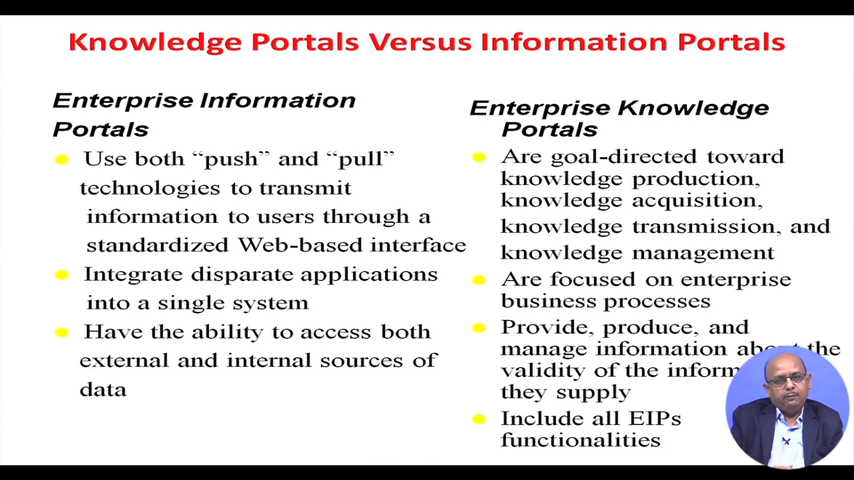 Knowledge Portals Versus Information Portals
Enterprise Information
Portals
Use both “push” and “pull”
technologies to transmit
information to users through a
standardized Web-based interface
Integrate disparate applications
into a single system
Have the ability to access both
external and internal sources of
data
Enterprise Knowledge
Portals
Are goal-directed toward
knowledge production,
knowledge acquisition,
knowledge transmission, and
knowledge management
Are focused on enterprise
business processes
Provide, produce, and
manage information about the
validity of the
they supply
Include all EIPs
functionalities